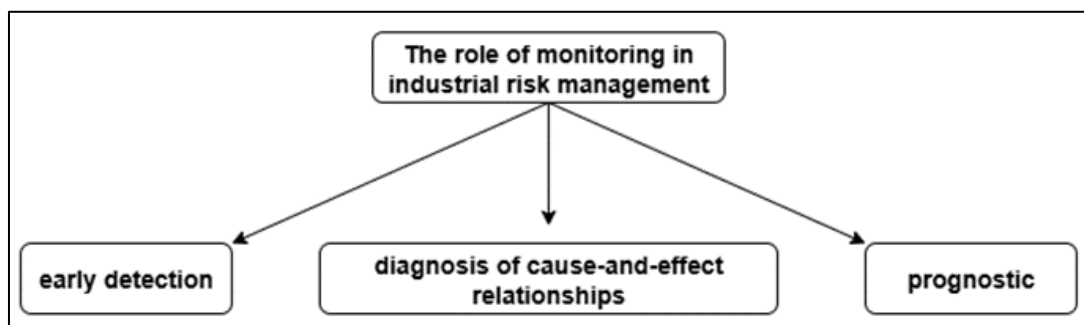 The role of monitoring in
industrial risk management
early detection
diagnosis of cause-and-effect
relationships
prognostic